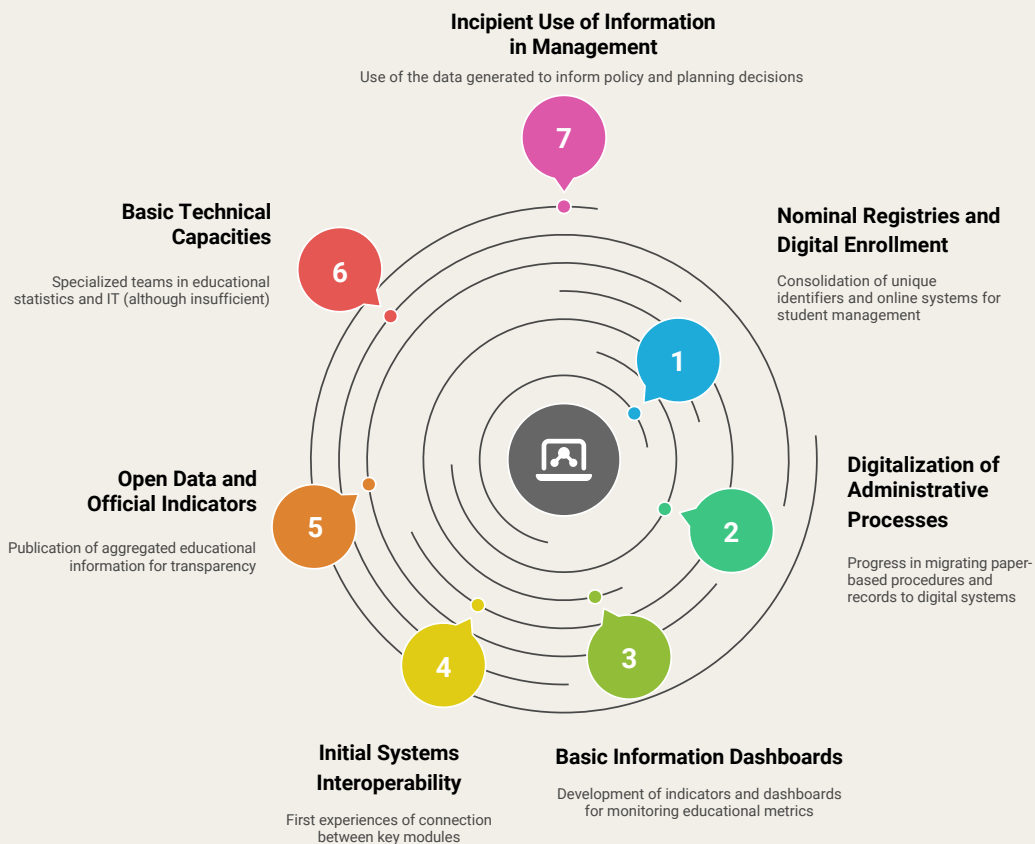 Incipient Use of Information
in Management
Use of the data generated to inform policy and planning decisions
7
Nominal Registries and
Digital Enrollment
Consolidation of unique
identifiers and online systems for
student management
1
Digitalization of
Administrative
Processes
Progress in migrating paper-
based procedures and
records to digital systems
2
Basic Information Dashboards
Development of indicators and dashboards
for monitoring educational metrics
3
Initial Systems
Interoperability
First experiences of connection
between key modules
4
Open Data and
Official Indicators
Publication of aggregated educational
information for transparency
5
Basic Technical
Capacities
Specialized teams in educational
statistics and IT (although insufficient)
6